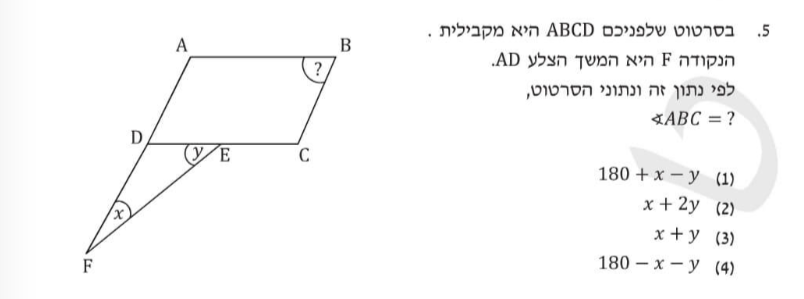 5. בסרטוט שלפניכם ABCD היא מקבילית .
הנקודה F היא המשך הצלע AD.
לפי נתון זה ונתוני הסרטוט,
∢ABC = ?
(1) 180 + x − y
(2) x + 2y
(3) x + y
(4) 180 − x − y
A
B
?
D
y
E
C
x
F